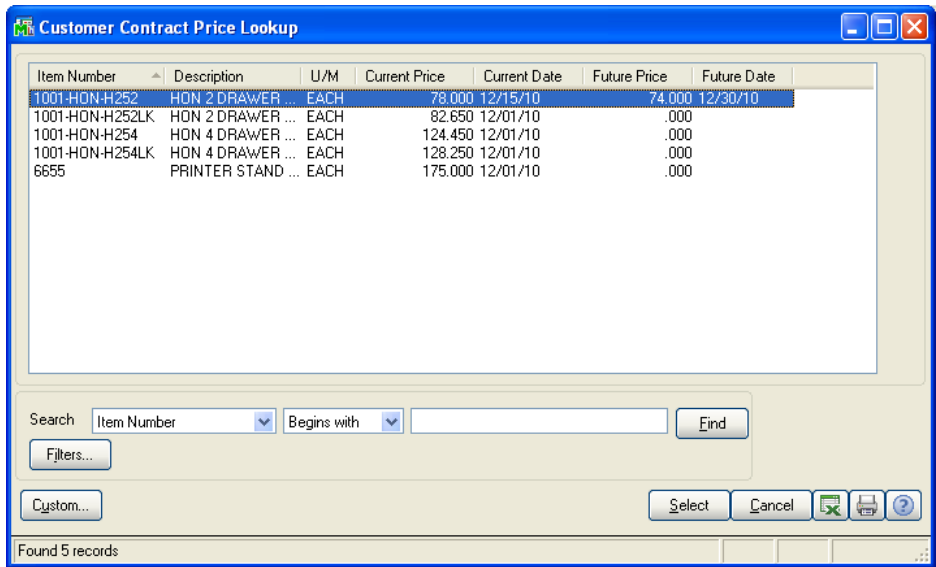 Customer Contract Price Lookup
Item Number Description U/M Current Price Current Date Future Price Future Date
1001-HON-H252 HON 2 DRAWER ... EACH 78.000 12/15/10 74.000 12/30/10
1001-HON-H252LK HON 2 DRAWER ... EACH 82.650 12/01/10 .000
1001-HON-H254 HON 4 DRAWER ... EACH 124.450 12/01/10 .000
1001-HON-H254LK HON 4 DRAWER ... EACH 128.250 12/01/10 .000
6655 PRINTER STAND ... EACH 175.000 12/01/10 .000
Search Item Number Begins with Find
Filters...
Custom... Select Cancel ?
Found 5 records